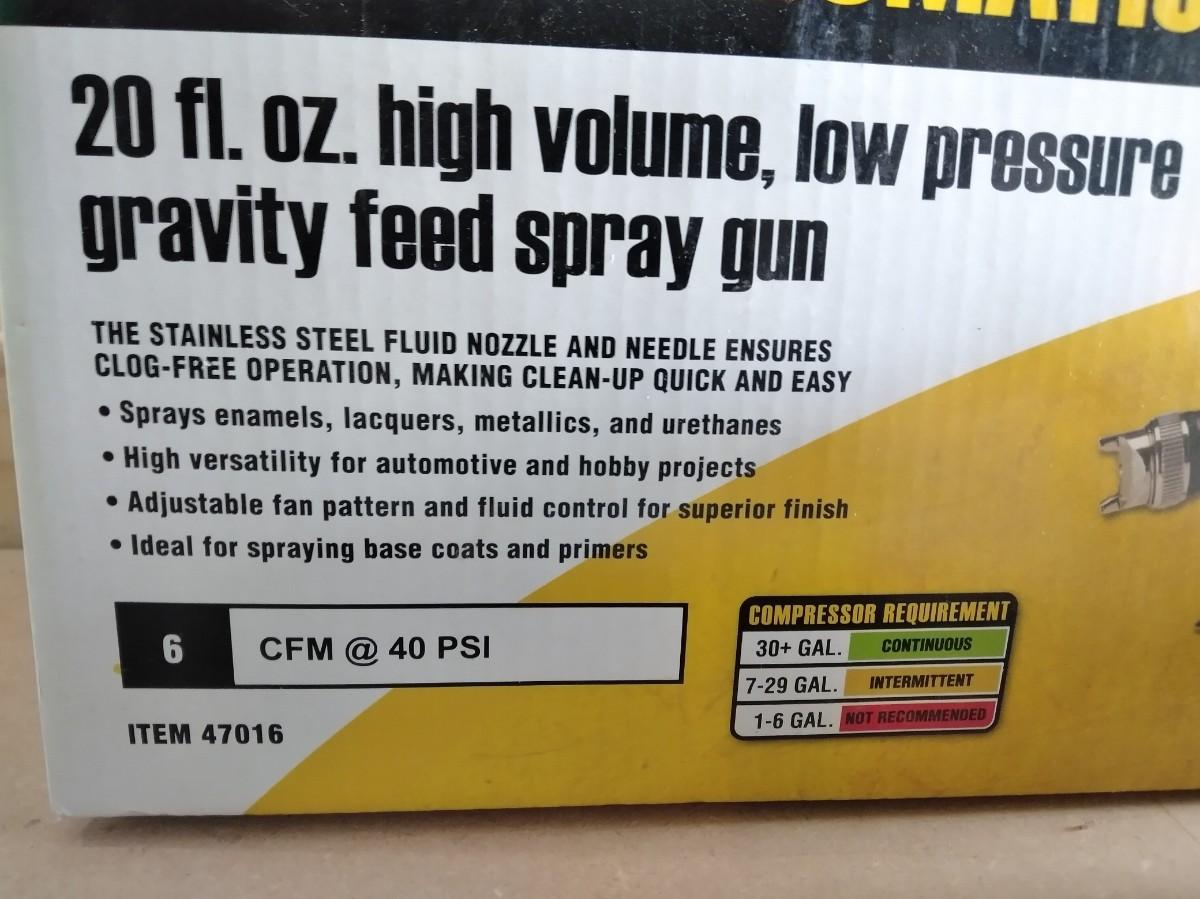 20 fl. oz. high volume, low pressure
gravity feed spray gun
THE STAINLESS STEEL FLUID NOZZLE AND NEEDLE ENSURES
CLOG-FREE OPERATION, MAKING CLEAN-UP QUICK AND EASY
• Sprays enamels, lacquers, metallics, and urethanes
• High versatility for automotive and hobby projects
• Adjustable fan pattern and fluid control for superior finish
• Ideal for spraying base coats and primers
6 CFM @ 40 PSI
ITEM 47016
COMPRESSOR REQUIREMENT
30+ GAL. CONTINUOUS
7-29 GAL. INTERMITTENT
1-6 GAL. NOT RECOMMENDED